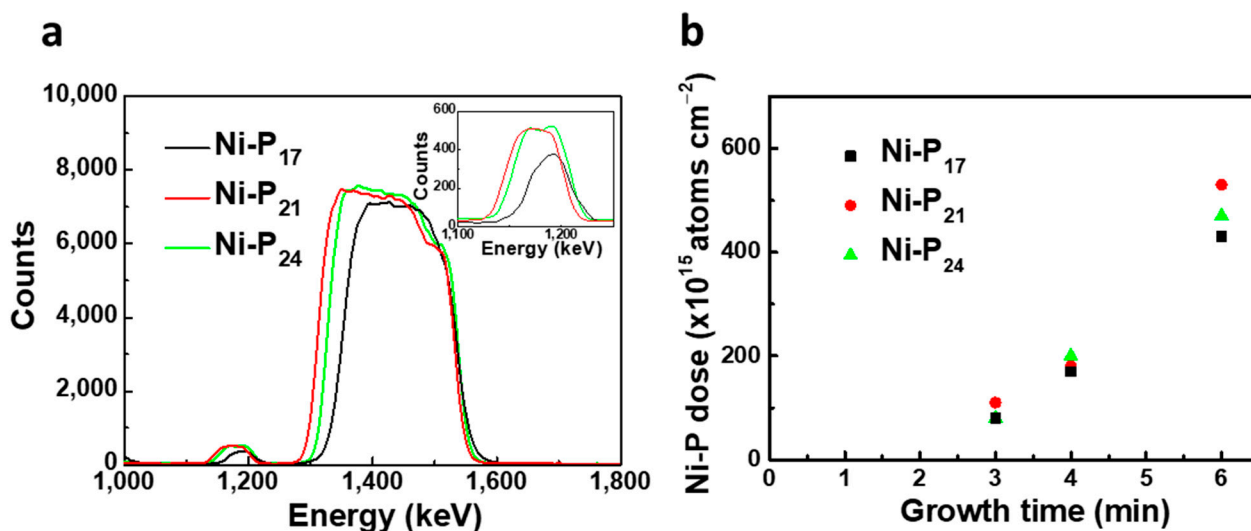 a
10,000
8,000
6,000
4,000
2,000
0
Counts
1,000
1,200
1,400
1,600
1,800
Energy (keV)
Ni-P17
Ni-P21
Ni-P24
600
400
200
0
Counts
1,100
1,200
Energy (keV)
b
600
400
200
0
Ni-P dose (x10¹⁵ atoms cm⁻²)
0
1
2
3
4
5
6
Growth time (min)
Ni-P17
Ni-P21
Ni-P24